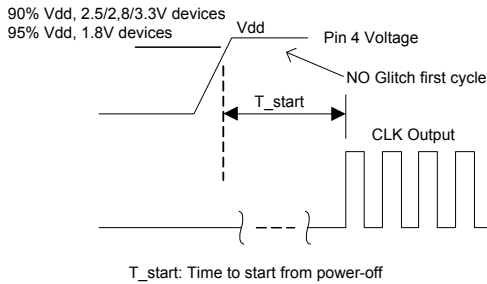 90% Vdd, 2.5/2,8/3.3V devices
95% Vdd, 1.8V devices
Vdd
Pin 4 Voltage
NO Glitch first cycle
T_start
CLK Output
T_start: Time to start from power-off